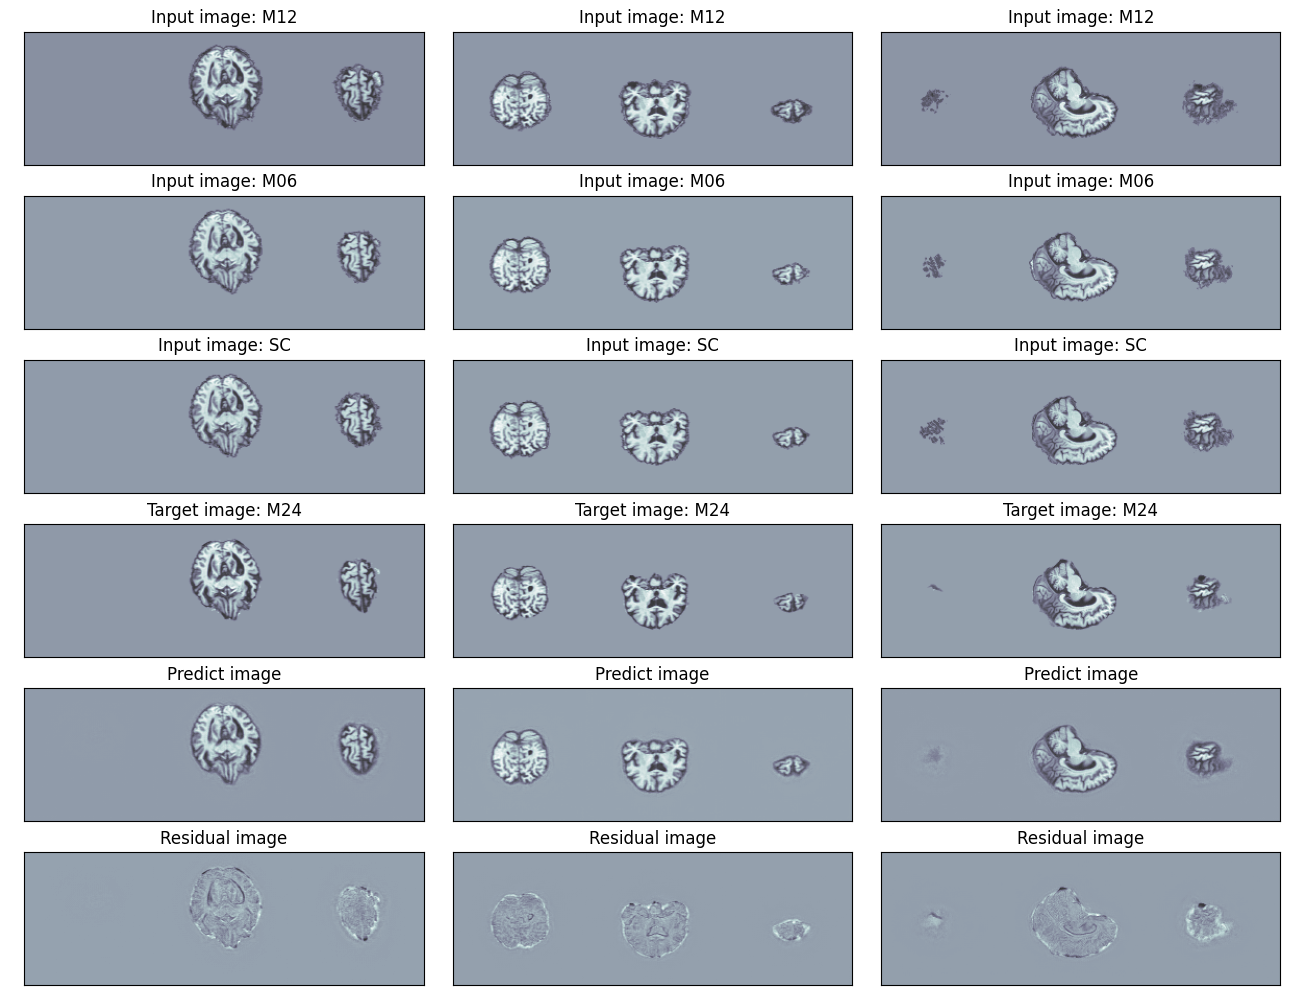 Input image: M12 Input image: M12 Input image: M12
Input image: M06 Input image: M06 Input image: M06
Input image: SC Input image: SC Input image: SC
Target image: M24 Target image: M24 Target image: M24
Predict image Predict image Predict image
Residual image Residual image Residual image